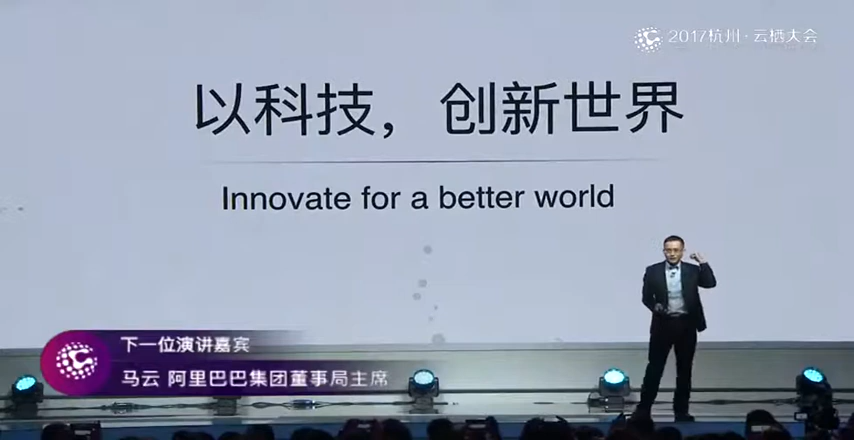 2017杭州·云栖大会
以科技，创新世界
Innovate for a better world
下一位演讲嘉宾
马云 阿里巴巴集团董事局主席